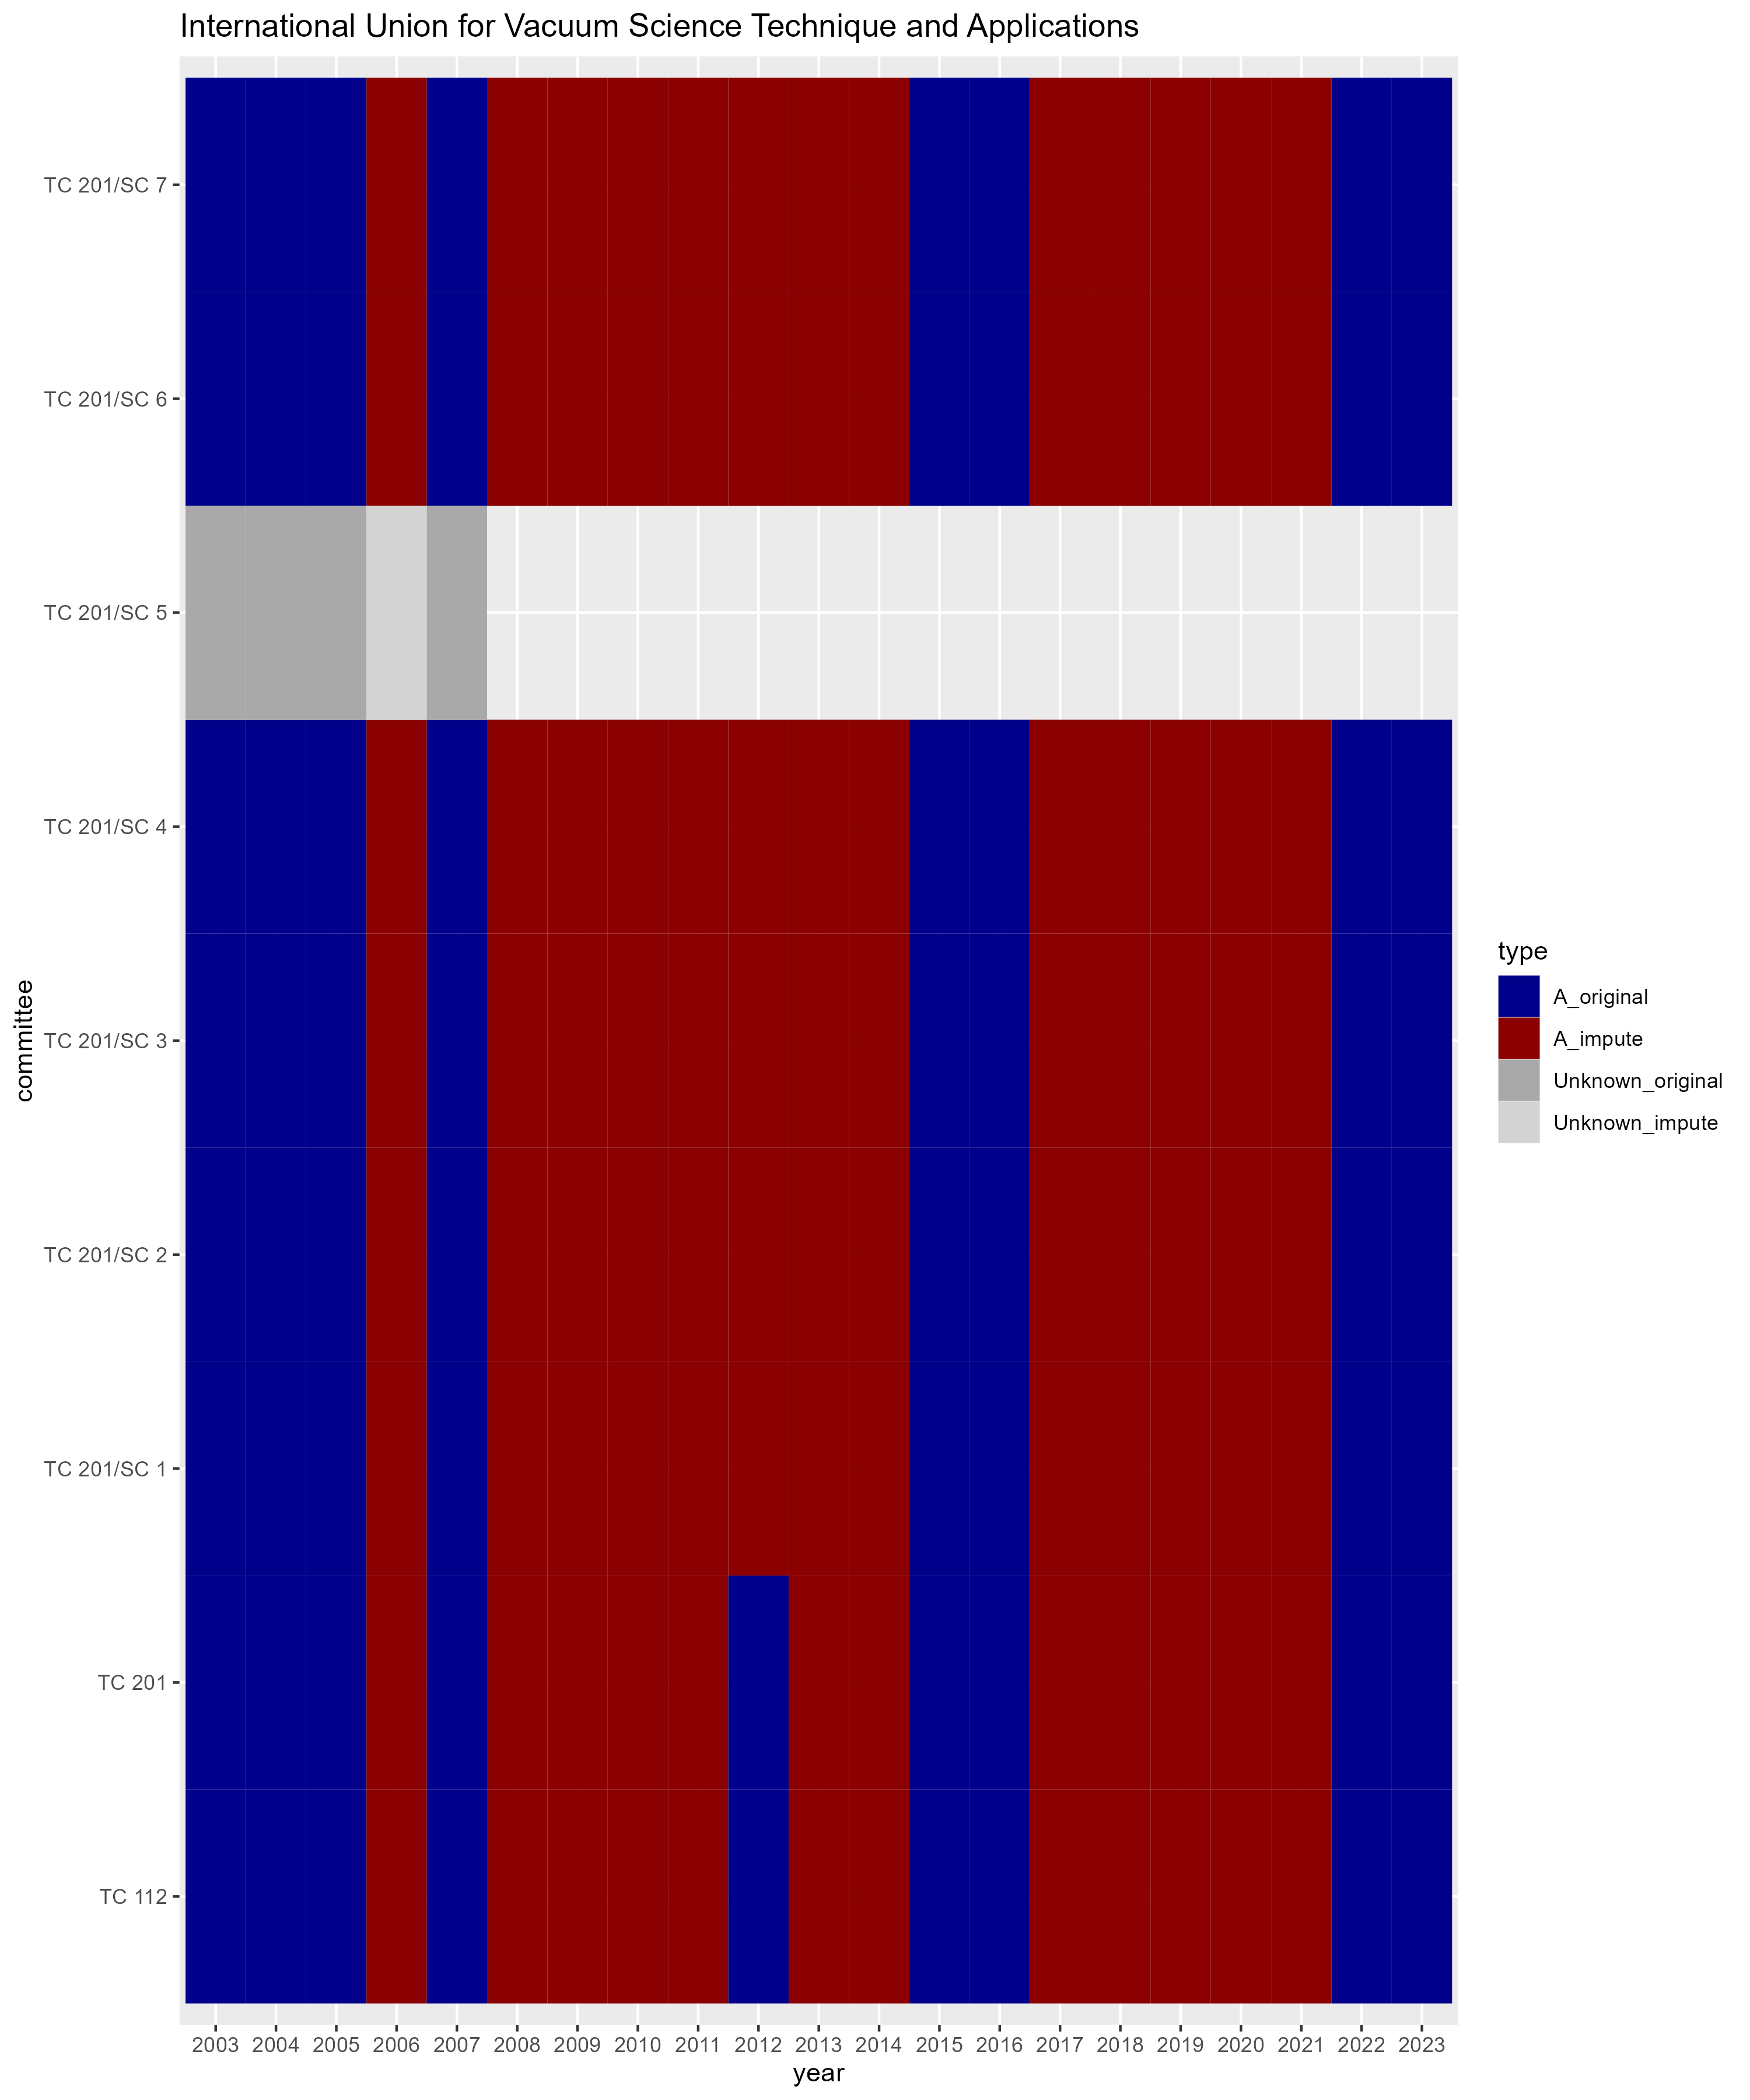 International Union for Vacuum Science Technique and Applications
TC 201/SC 7
TC 201/SC 6
TC 201/SC 5
TC 201/SC 4
TC 201/SC 3
TC 201/SC 2
TC 201/SC 1
TC 201
TC 112
committee
2003 2004 2005 2006 2007 2008 2009 2010 2011 2012 2013 2014 2015 2016 2017 2018 2019 2020 2021 2022 2023
year
type
A_original
A_impute
Unknown_original
Unknown_impute